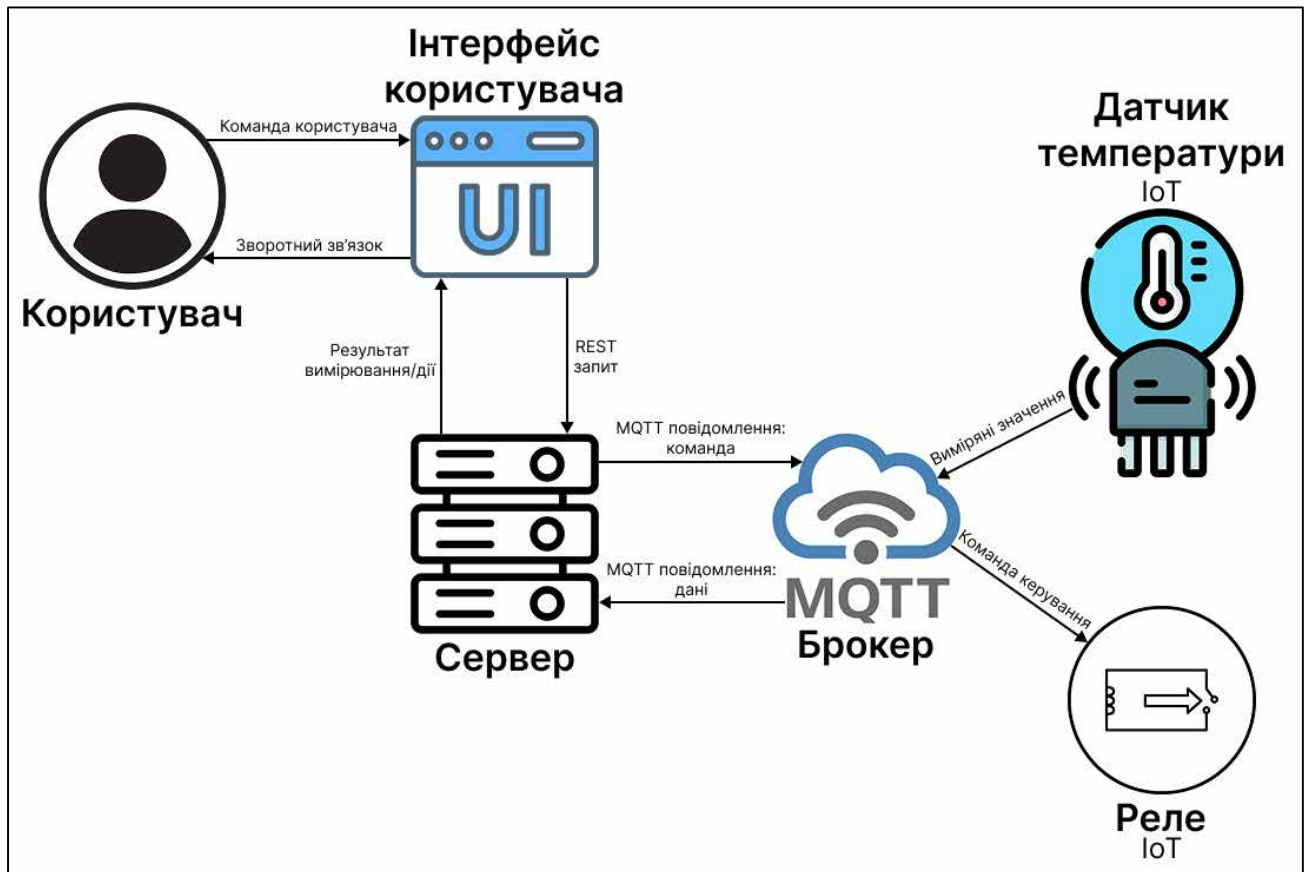 Інтерфейс
користувача
Команда користувача
UI
Зворотний зв'язок
Користувач
Датчик
температури
IoT
Результат
вимірювання/дії
REST
запит
MQTT повідомлення:
команда
Виміряні значення
MQTT повідомлення:
дані
MQTT
Брокер
Сервер
Команда керування
Реле
IoT